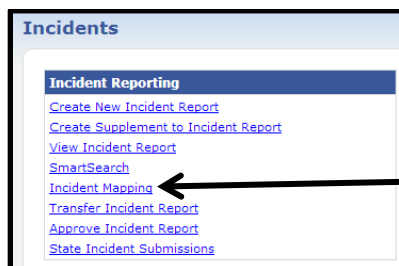 Incidents
Incident Reporting
Create New Incident Report
Create Supplement to Incident Report
View Incident Report
SmartSearch
Incident Mapping
Transfer Incident Report
Approve Incident Report
State Incident Submissions